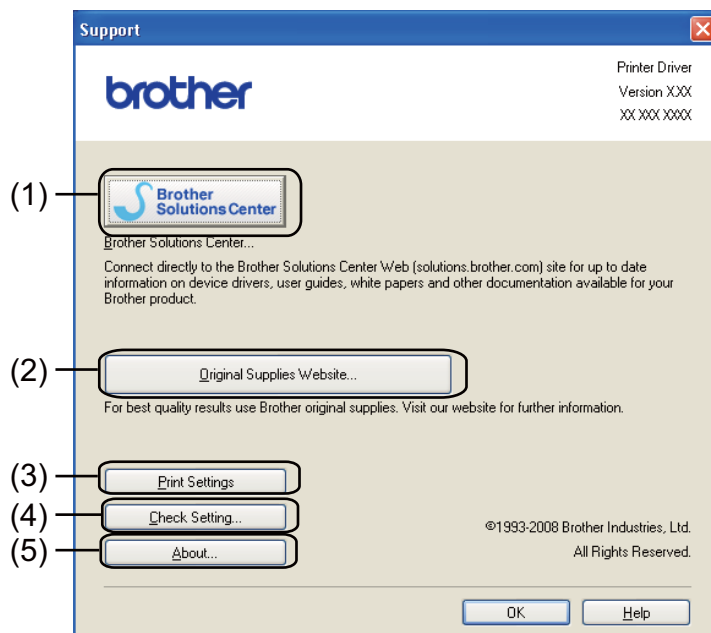 Support
brother
Printer Driver
Version X.XX
XX XXX XXXX
(1)
Brother
Solutions Center
Brother Solutions Center...
Connect directly to the Brother Solutions Center Web (solutions.brother.com) site for up to date
information on device drivers, user guides, white papers and other documentation available for your
Brother product.
(2)
Original Supplies Website...
For best quality results use Brother original supplies. Visit our website for further information.
(3)
Print Settings
(4)
Check Setting...
(5)
About...
©1993-2008 Brother Industries, Ltd.
All Rights Reserved.
OK
Help